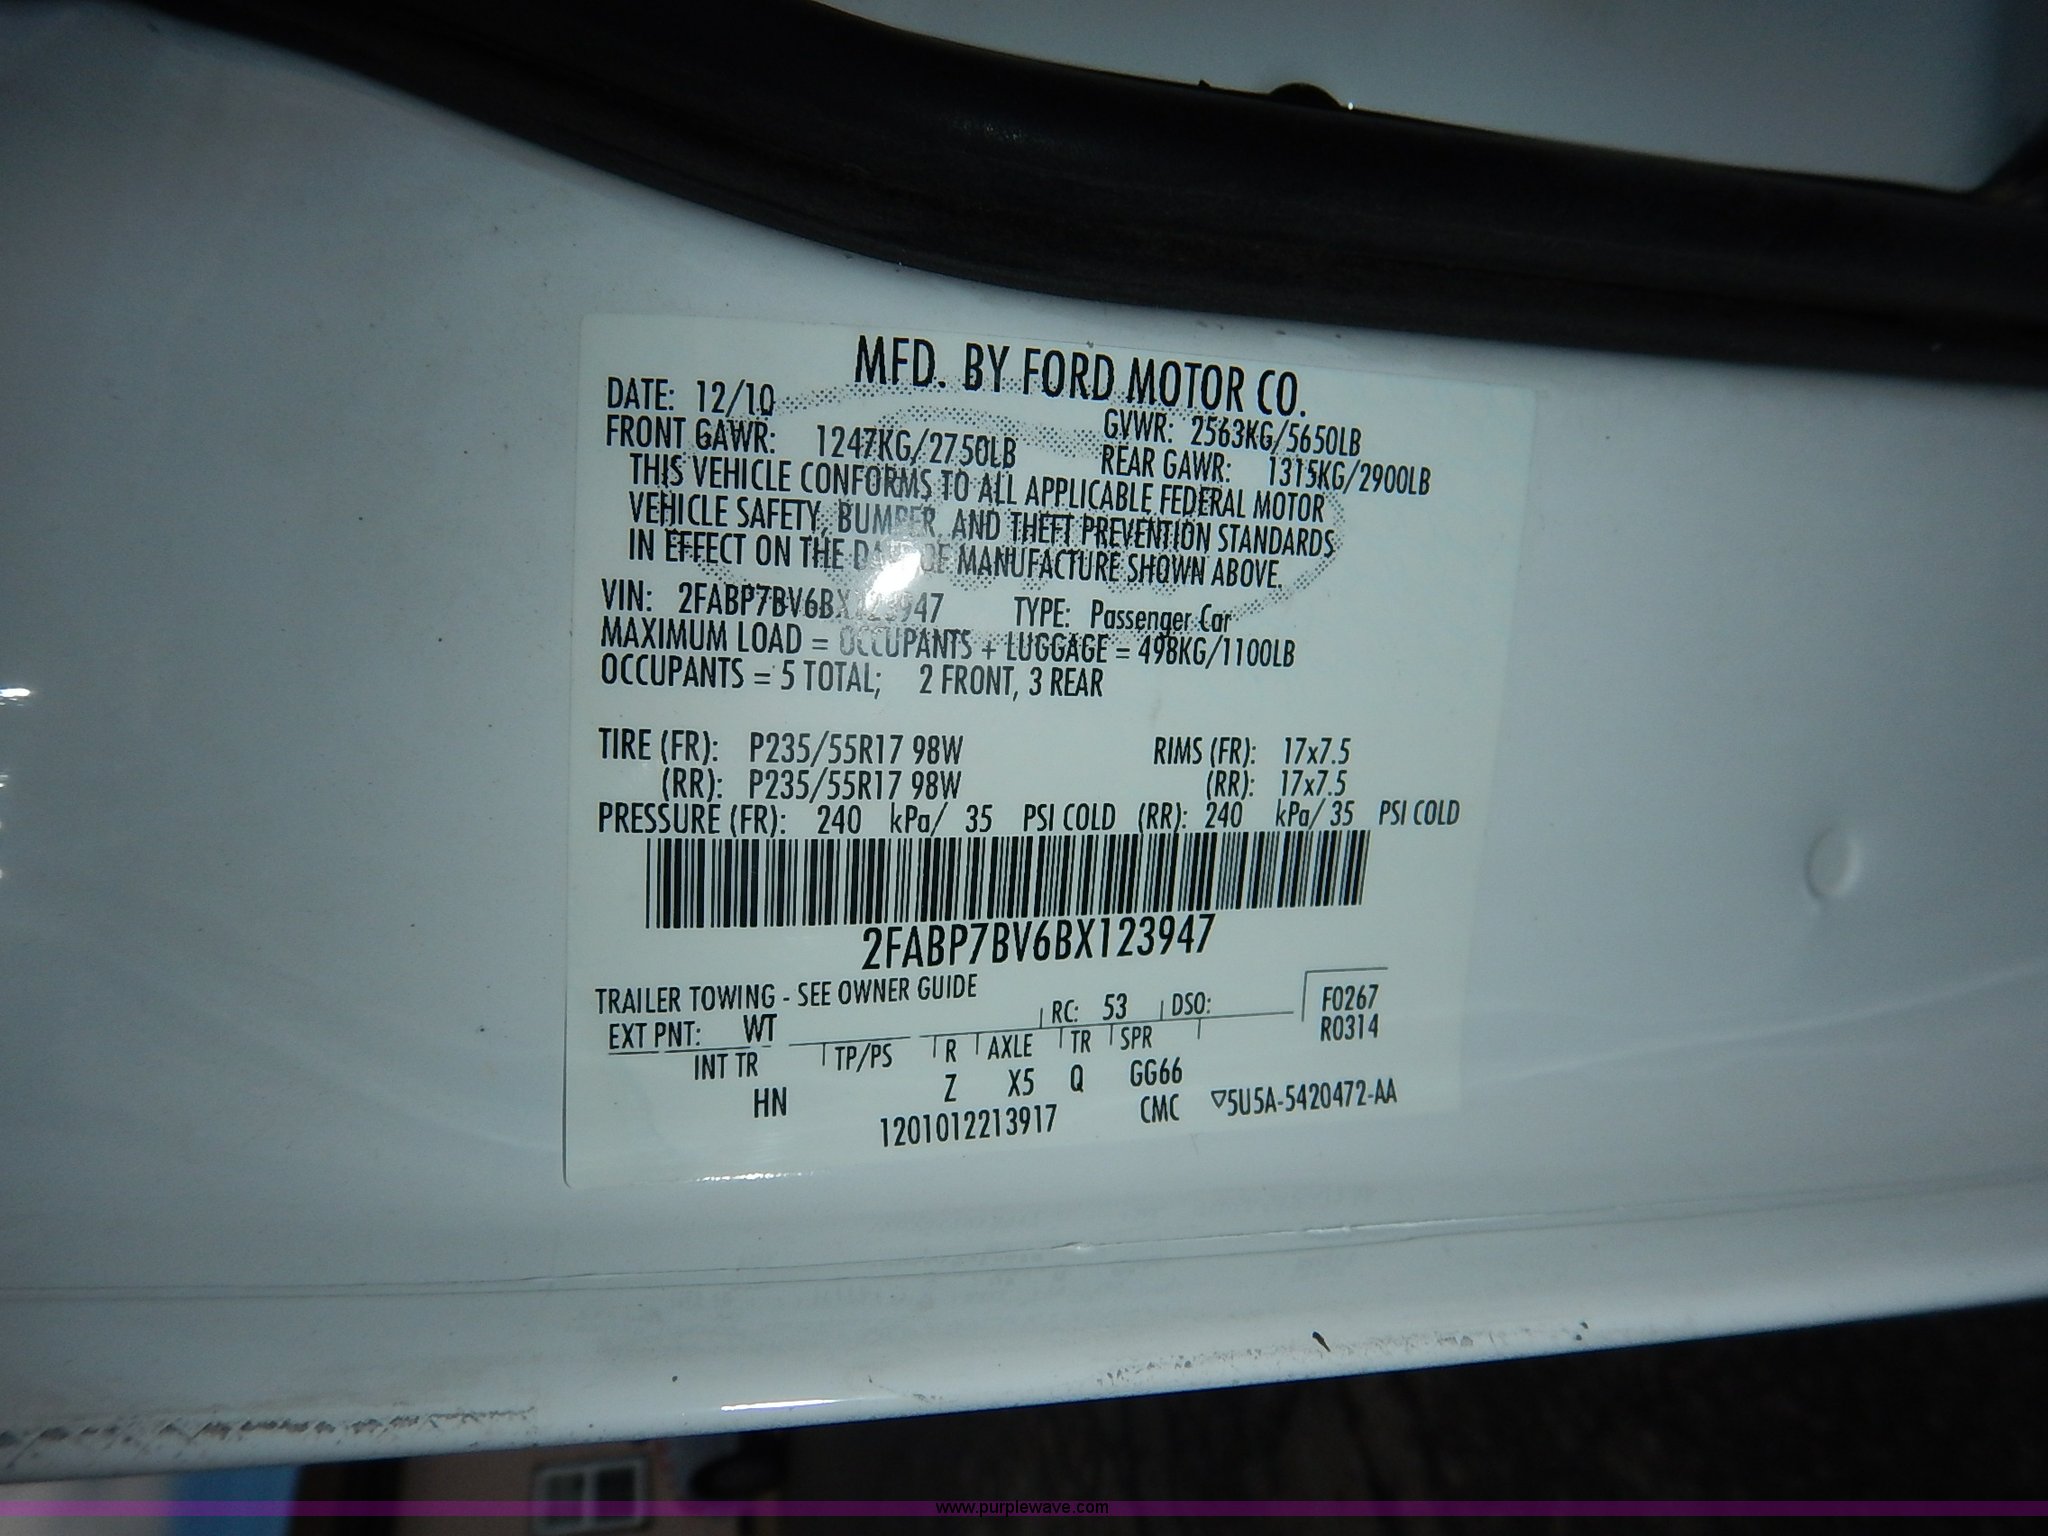 MFD. BY FORD MOTOR CO.
DATE: 12/10 GVWR: 2563KG/5650LB
FRONT GAWR: 1247KG/2750LB REAR GAWR: 1315KG/2900LB
THIS VEHICLE CONFORMS TO ALL APPLICABLE FEDERAL MOTOR
VEHICLE SAFETY, BUMPER, AND THEFT PREVENTION STANDARDS
IN EFFECT ON THE DATE OF MANUFACTURE SHOWN ABOVE.
VIN: 2FABP7BV6BX123947 TYPE: Passenger Car
MAXIMUM LOAD = OCCUPANTS + LUGGAGE = 498KG/1100LB
OCCUPANTS = 5 TOTAL; 2 FRONT, 3 REAR
TIRE (FR): P235/55R17 98W RIMS (FR): 17x7.5
(RR): P235/55R17 98W (RR): 17x7.5
PRESSURE (FR): 240 kPa/ 35 PSI COLD (RR): 240 kPa/ 35 PSI COLD
2FABP7BV6BX123947
TRAILER TOWING - SEE OWNER GUIDE
EXT PNT: WT RC: 53 DSO: F0267
R0314
INT TR TP/PS R AXLE TR SPR
HN Z X5 Q GG66
1201012213917 CMC ▽5U5A-5420472-AA
www.purplewave.com